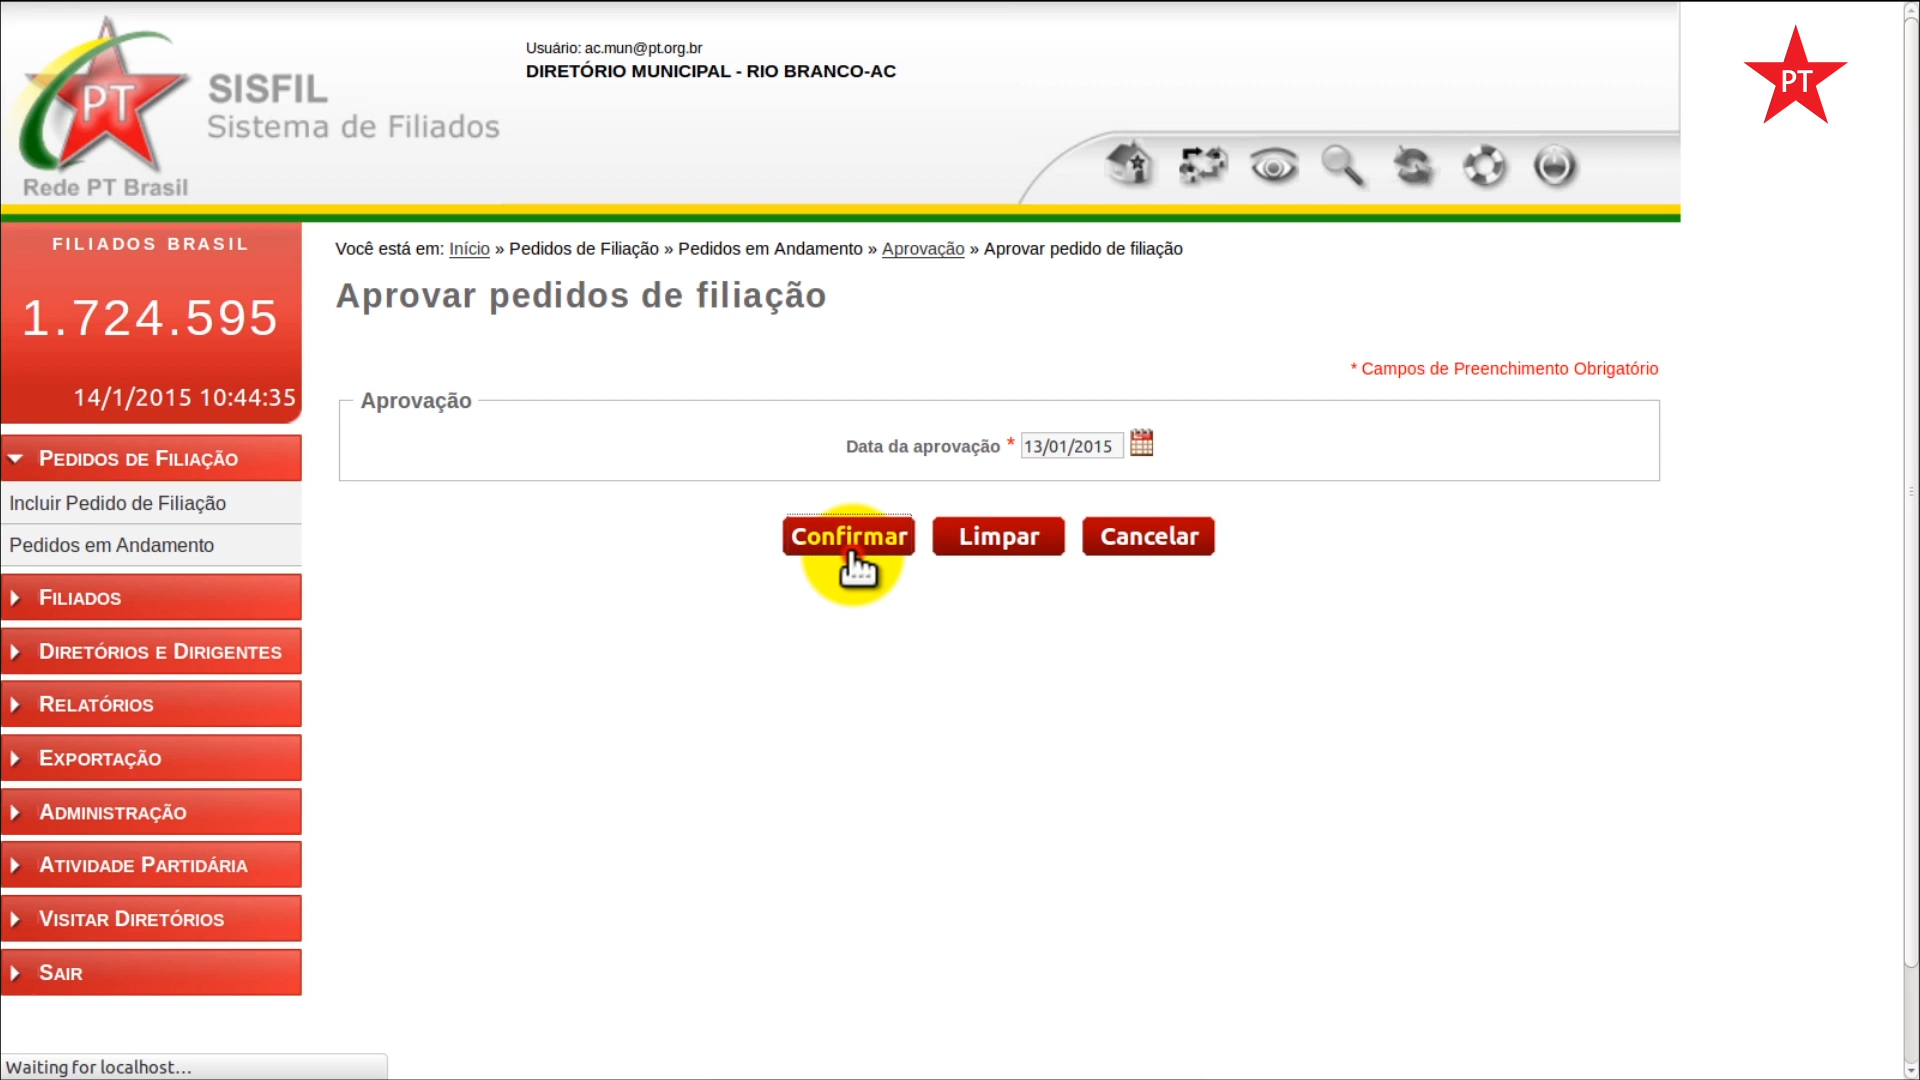 PT
SISFIL
Sistema de Filiados
Rede PT Brasil
Usuário: ac.mun@pt.org.br
DIRETÓRIO MUNICIPAL - RIO BRANCO-AC
PT
FILIADOS BRASIL
1.724.595
14/1/2015 10:44:35
PEDIDOS DE FILIAÇÃO
Incluir Pedido de Filiação
Pedidos em Andamento
FILIADOS
DIRETÓRIOS E DIRIGENTES
RELATÓRIOS
EXPORTAÇÃO
ADMINISTRAÇÃO
ATIVIDADE PARTIDÁRIA
VISITAR DIRETÓRIOS
SAIR
Você está em: Início » Pedidos de Filiação » Pedidos em Andamento » Aprovação » Aprovar pedido de filiação
Aprovar pedidos de filiação
* Campos de Preenchimento Obrigatório
Aprovação
Data da aprovação * 13/01/2015
Confirmar Limpar Cancelar
Waiting for localhost...